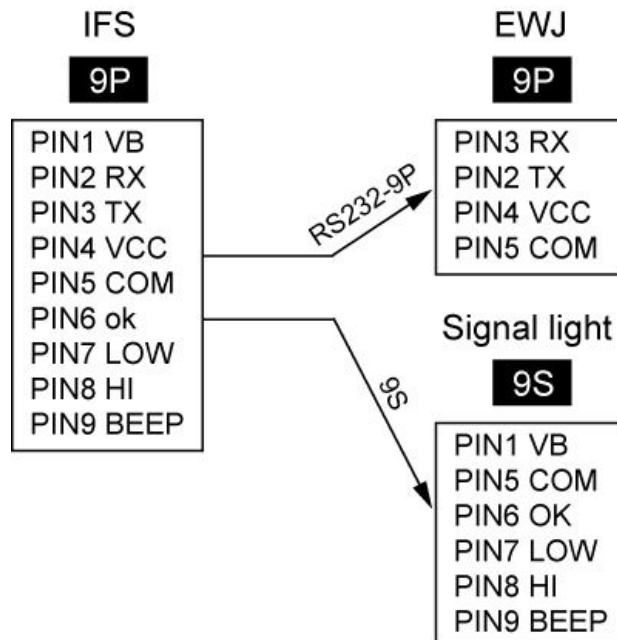 IFS
9P
PIN1 VB
PIN2 RX
PIN3 TX
PIN4 VCC
PIN5 COM
PIN6 ok
PIN7 LOW
PIN8 HI
PIN9 BEEP
RS232-9P
9S
EWJ
9P
PIN3 RX
PIN2 TX
PIN4 VCC
PIN5 COM
Signal light
9S
PIN1 VB
PIN5 COM
PIN6 OK
PIN7 LOW
PIN8 HI
PIN9 BEEP